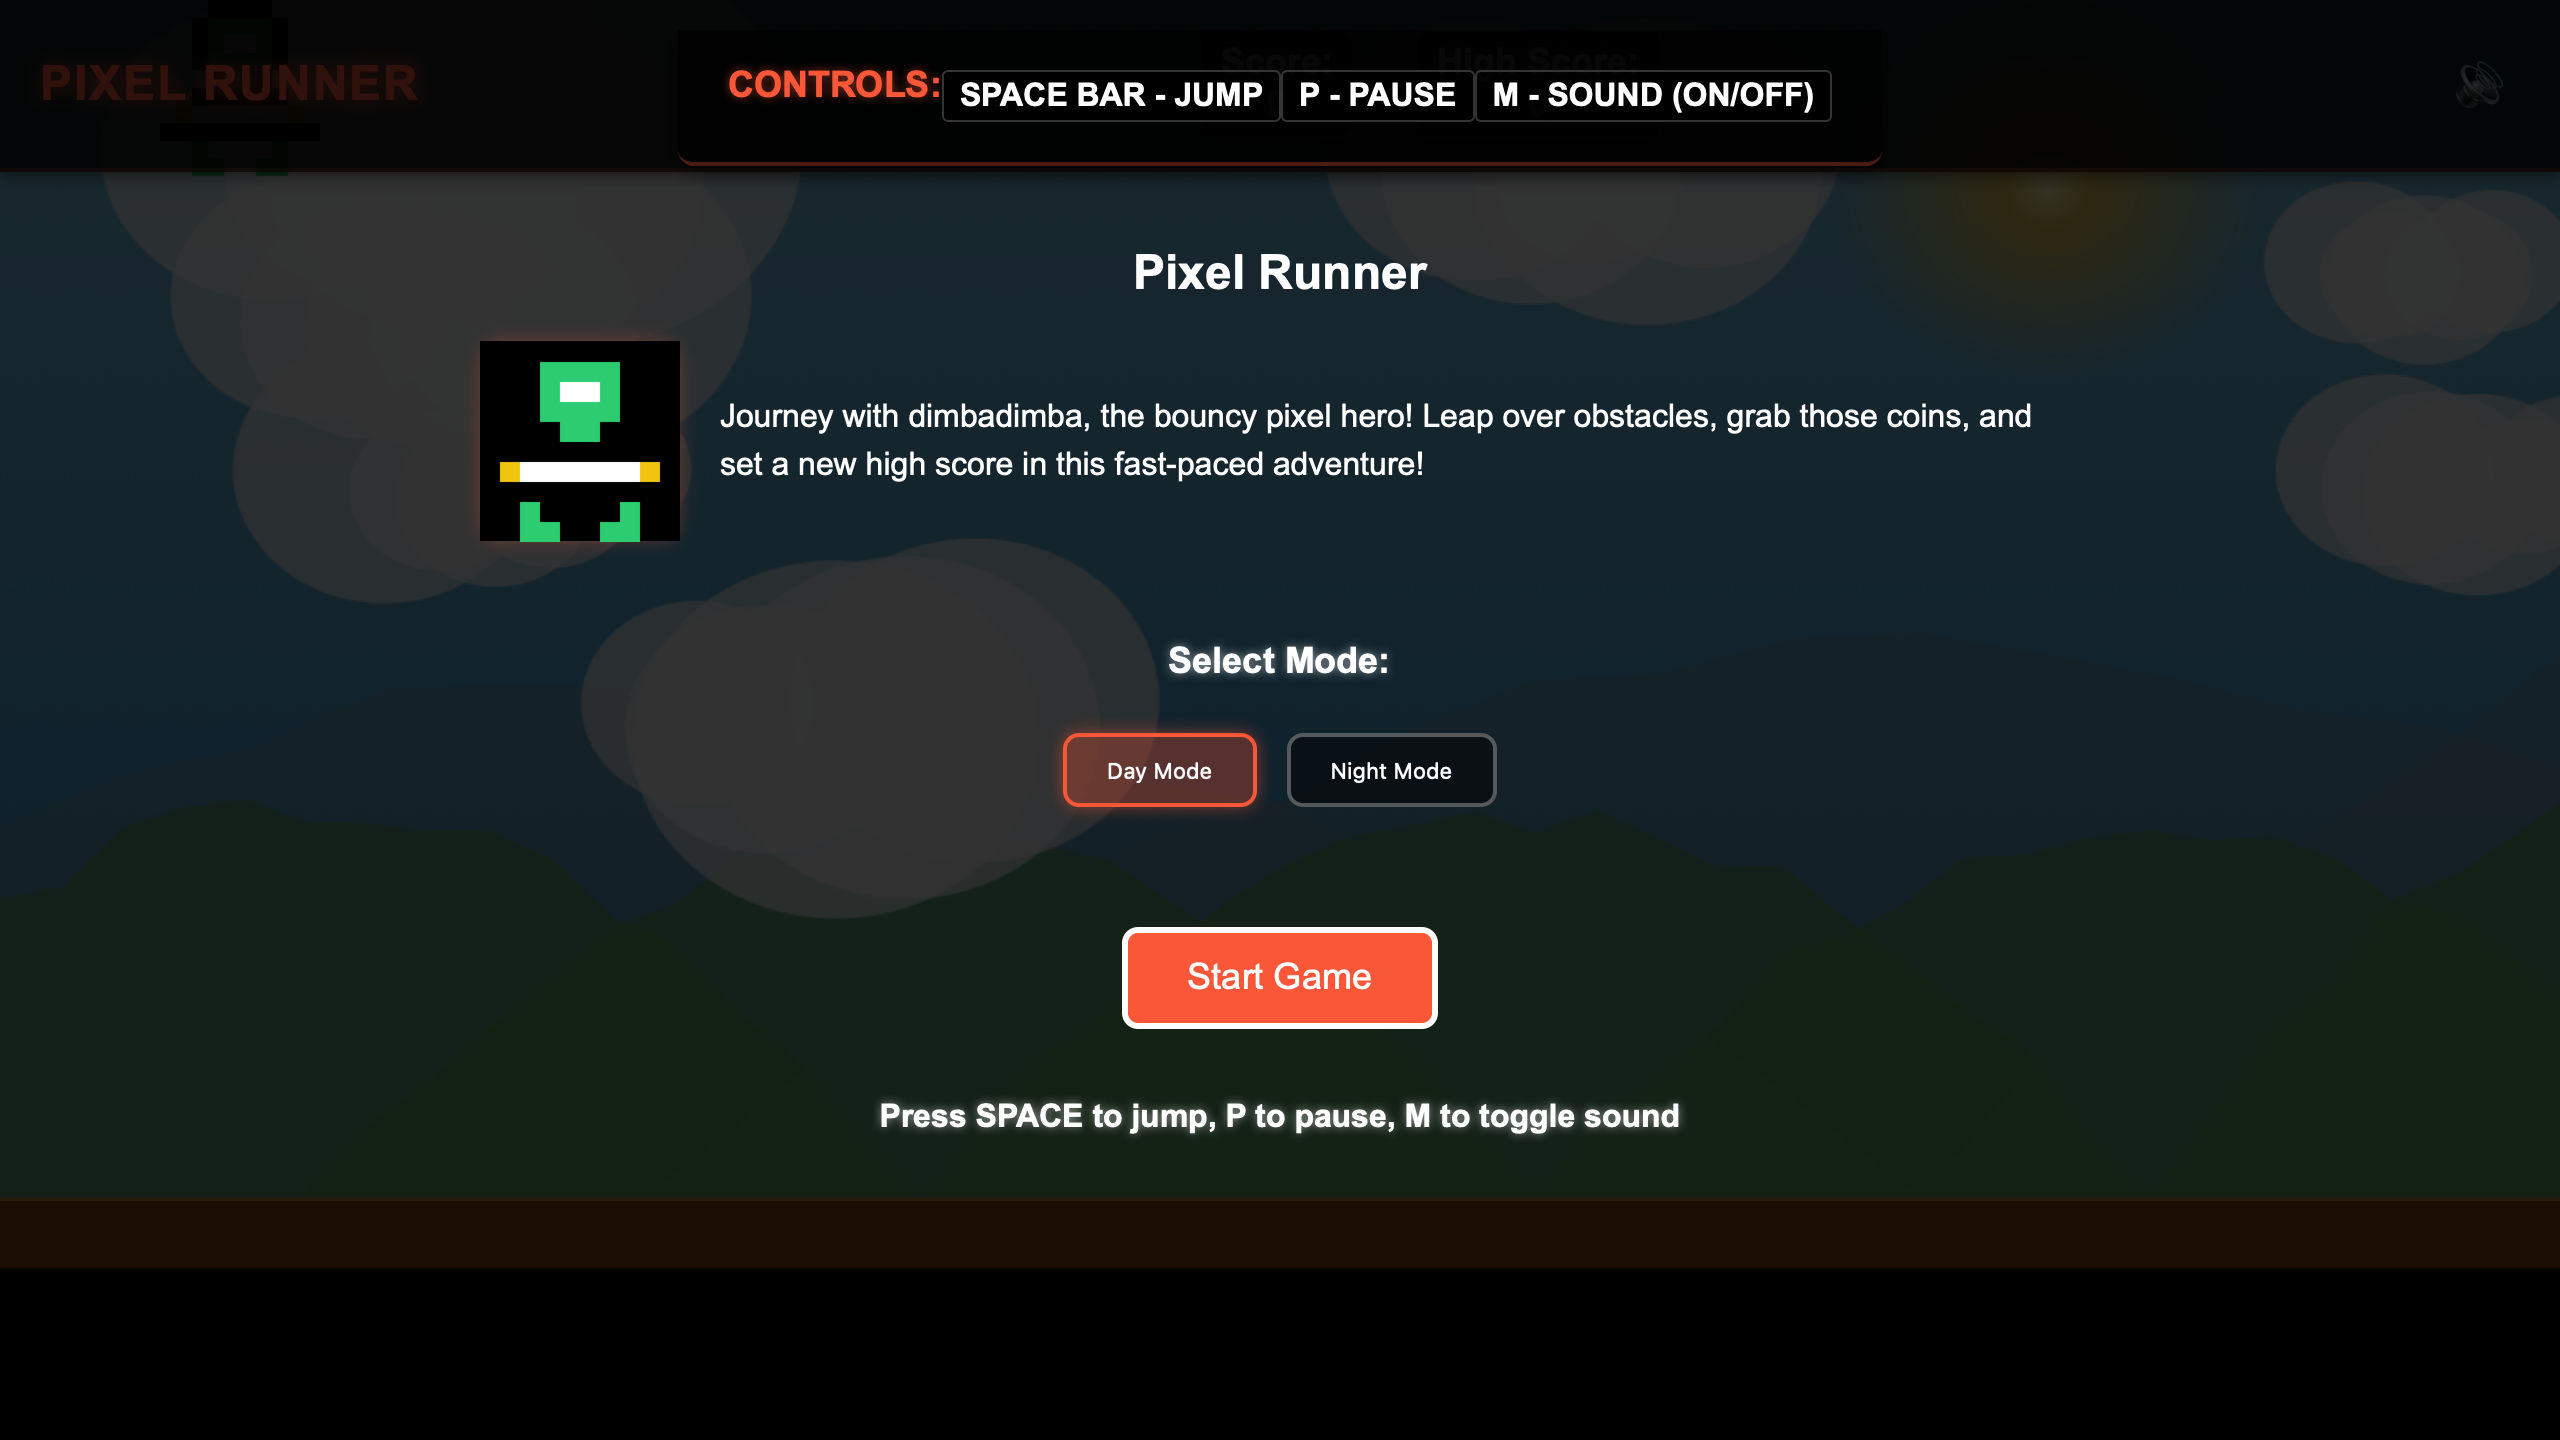 PIXEL RUNNER
Score:
High Score:
CONTROLS:
SPACE BAR - JUMP
P - PAUSE
M - SOUND (ON/OFF)
Pixel Runner
Journey with dimbadimba, the bouncy pixel hero! Leap over obstacles, grab those coins, and
set a new high score in this fast-paced adventure!
Select Mode:
Day Mode
Night Mode
Start Game
Press SPACE to jump, P to pause, M to toggle sound